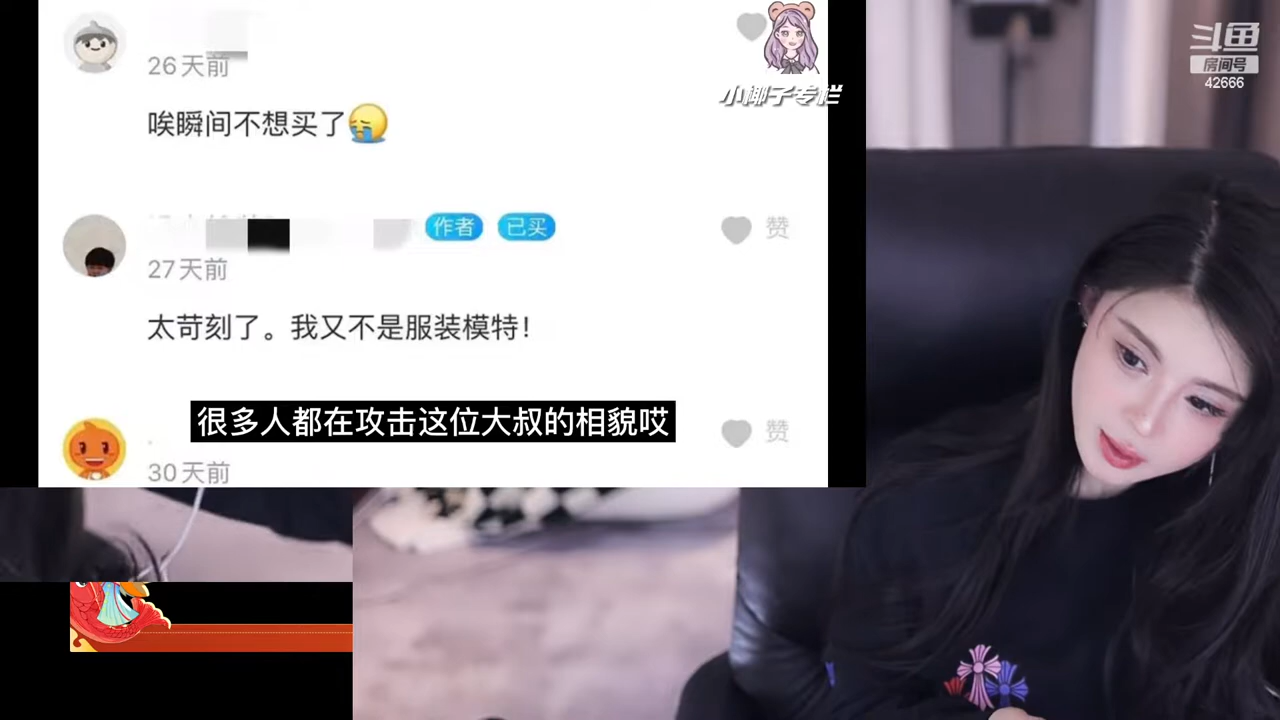 26天前
小椰子专栏
斗鱼
房间号
42666
唉瞬间不想买了
作者
已买
赞
27天前
太苛刻了。我又不是服装模特！
很多人都在攻击这位大叔的相貌哎
赞
30天前